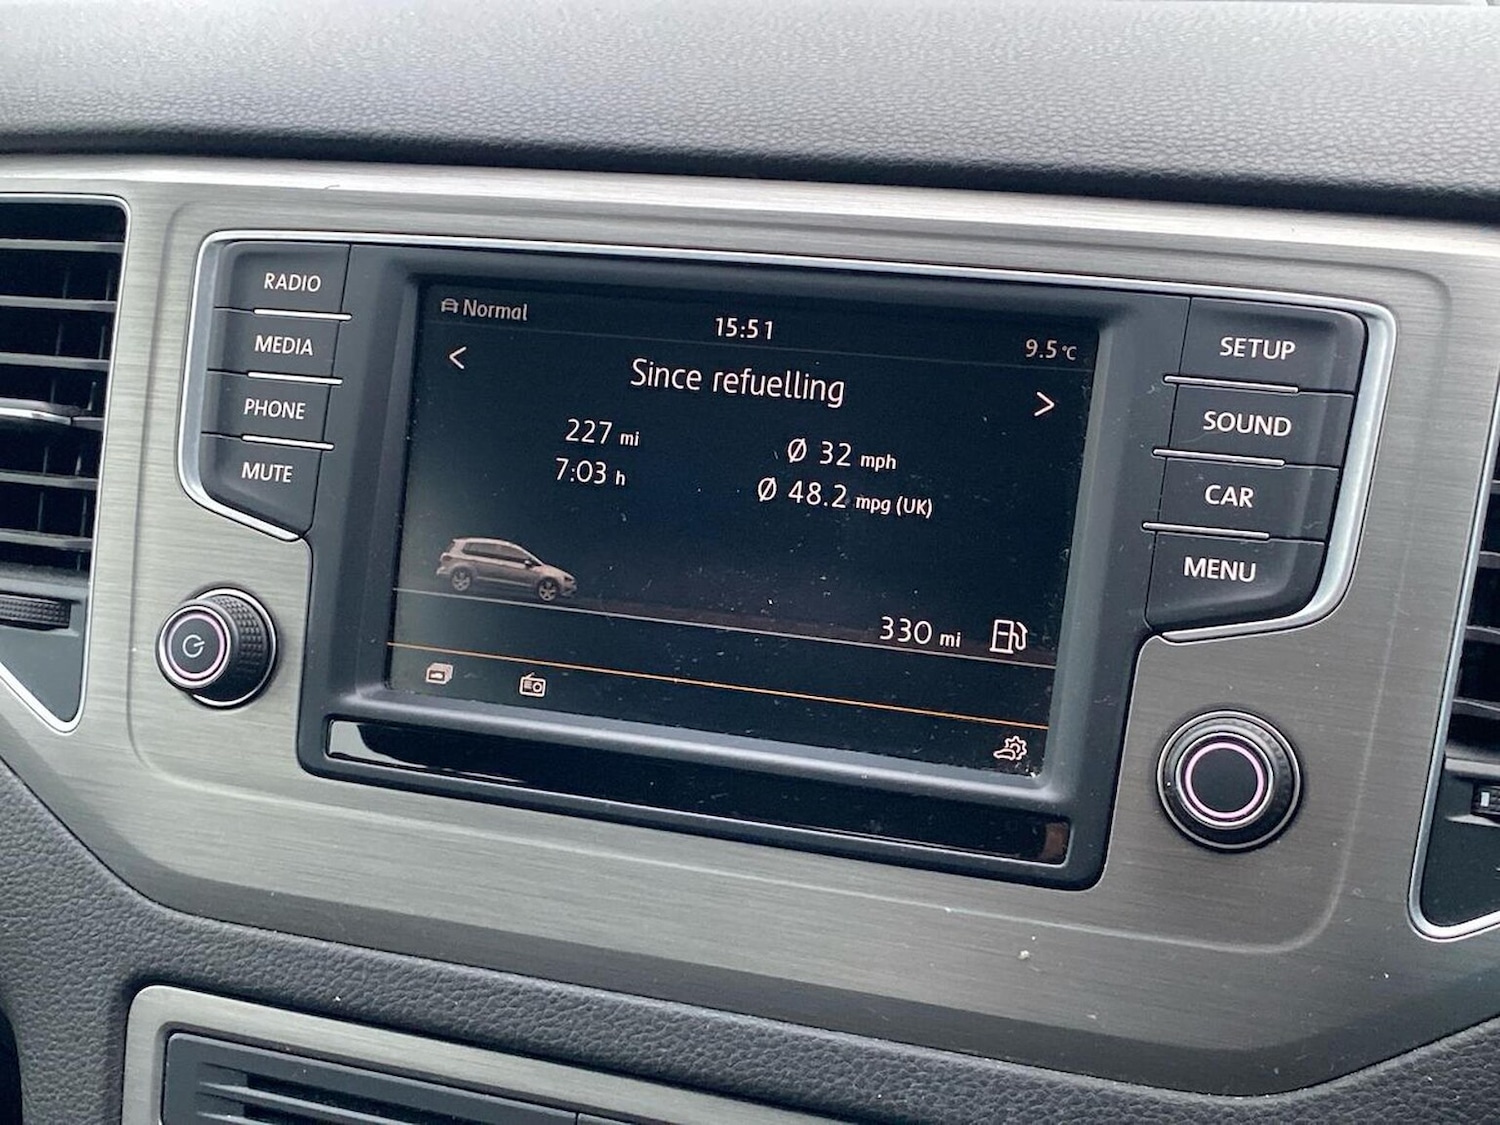 RADIO
MEDIA
PHONE
MUTE
Normal
15:51
9.5°C
<
Since refuelling
>
227 mi
Ø 32 mph
7:03 h
Ø 48.2 mpg (UK)
330 mi
SETUP
SOUND
CAR
MENU